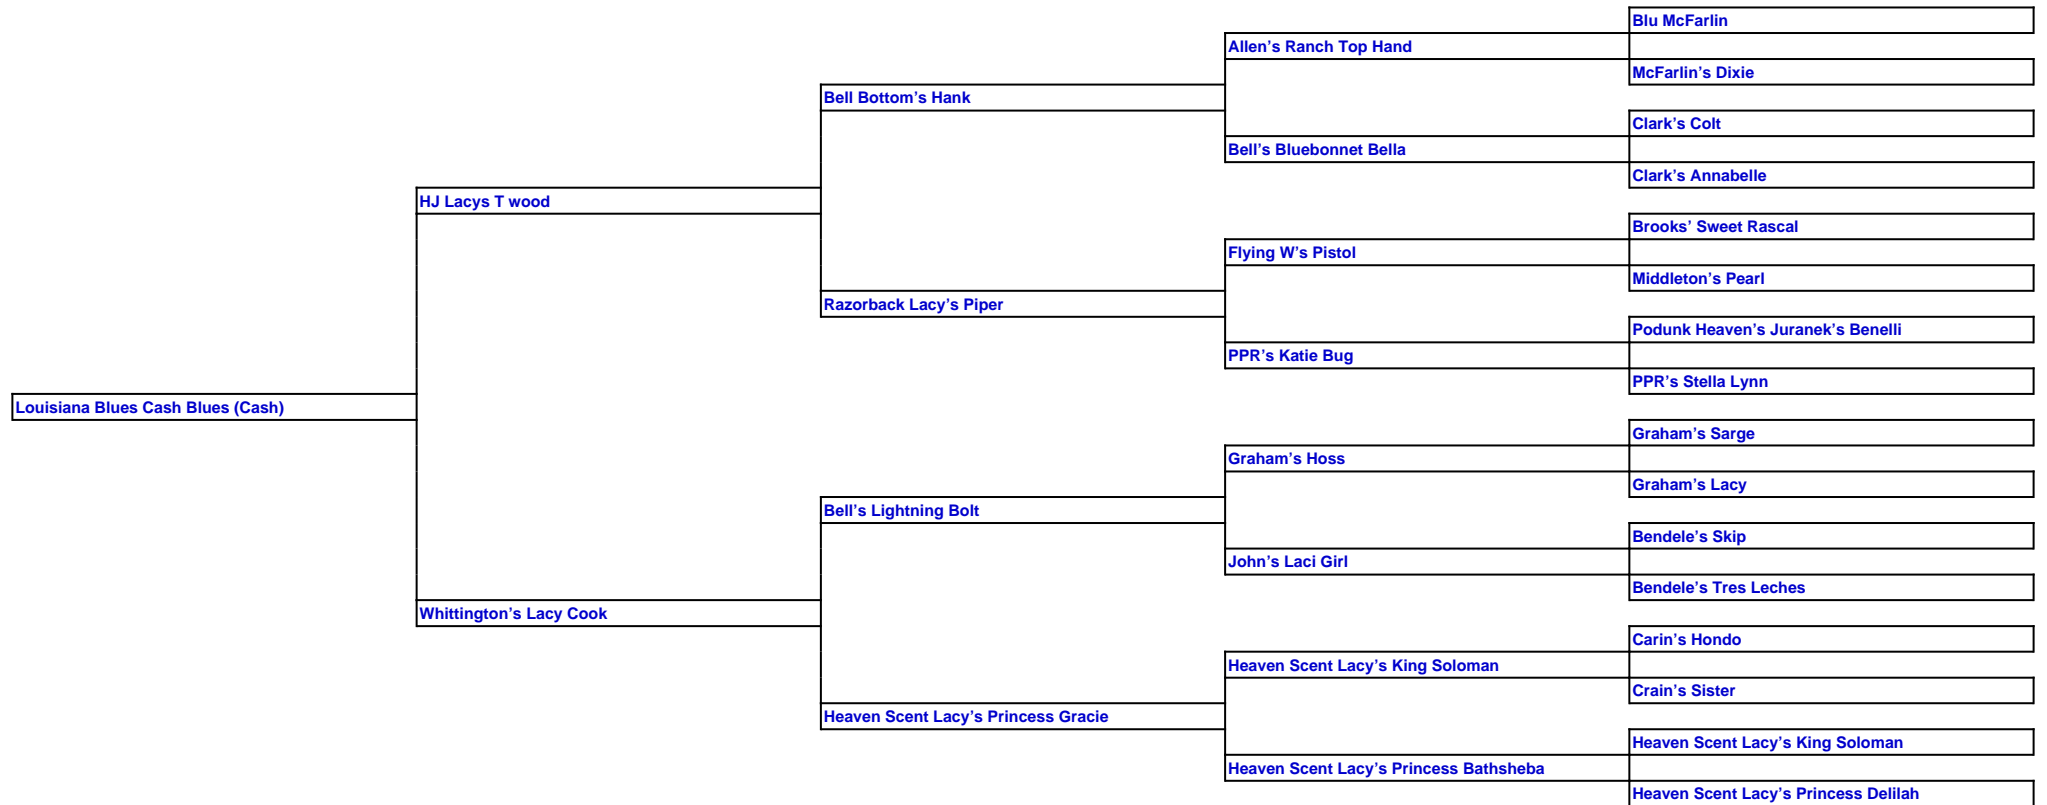 Blu McFarlin
Allen’s Ranch Top Hand
McFarlin’s Dixie
Bell Bottom’s Hank
Clark’s Colt
Bell’s Bluebonnet Bella
Clark’s Annabelle
HJ Lacys T wood
Brooks’ Sweet Rascal
Flying W’s Pistol
Middleton’s Pearl
Razorback Lacy’s Piper
Podunk Heaven’s Juranek’s Benelli
PPR’s Katie Bug
PPR’s Stella Lynn
Louisiana Blues Cash Blues (Cash)
Graham’s Sarge
Graham’s Hoss
Graham’s Lacy
Bell’s Lightning Bolt
Bendele’s Skip
John’s Laci Girl
Bendele’s Tres Leches
Whittington’s Lacy Cook
Carin’s Hondo
Heaven Scent Lacy’s King Soloman
Crain’s Sister
Heaven Scent Lacy’s Princess Gracie
Heaven Scent Lacy’s King Soloman
Heaven Scent Lacy’s Princess Bathsheba
Heaven Scent Lacy’s Princess Delilah